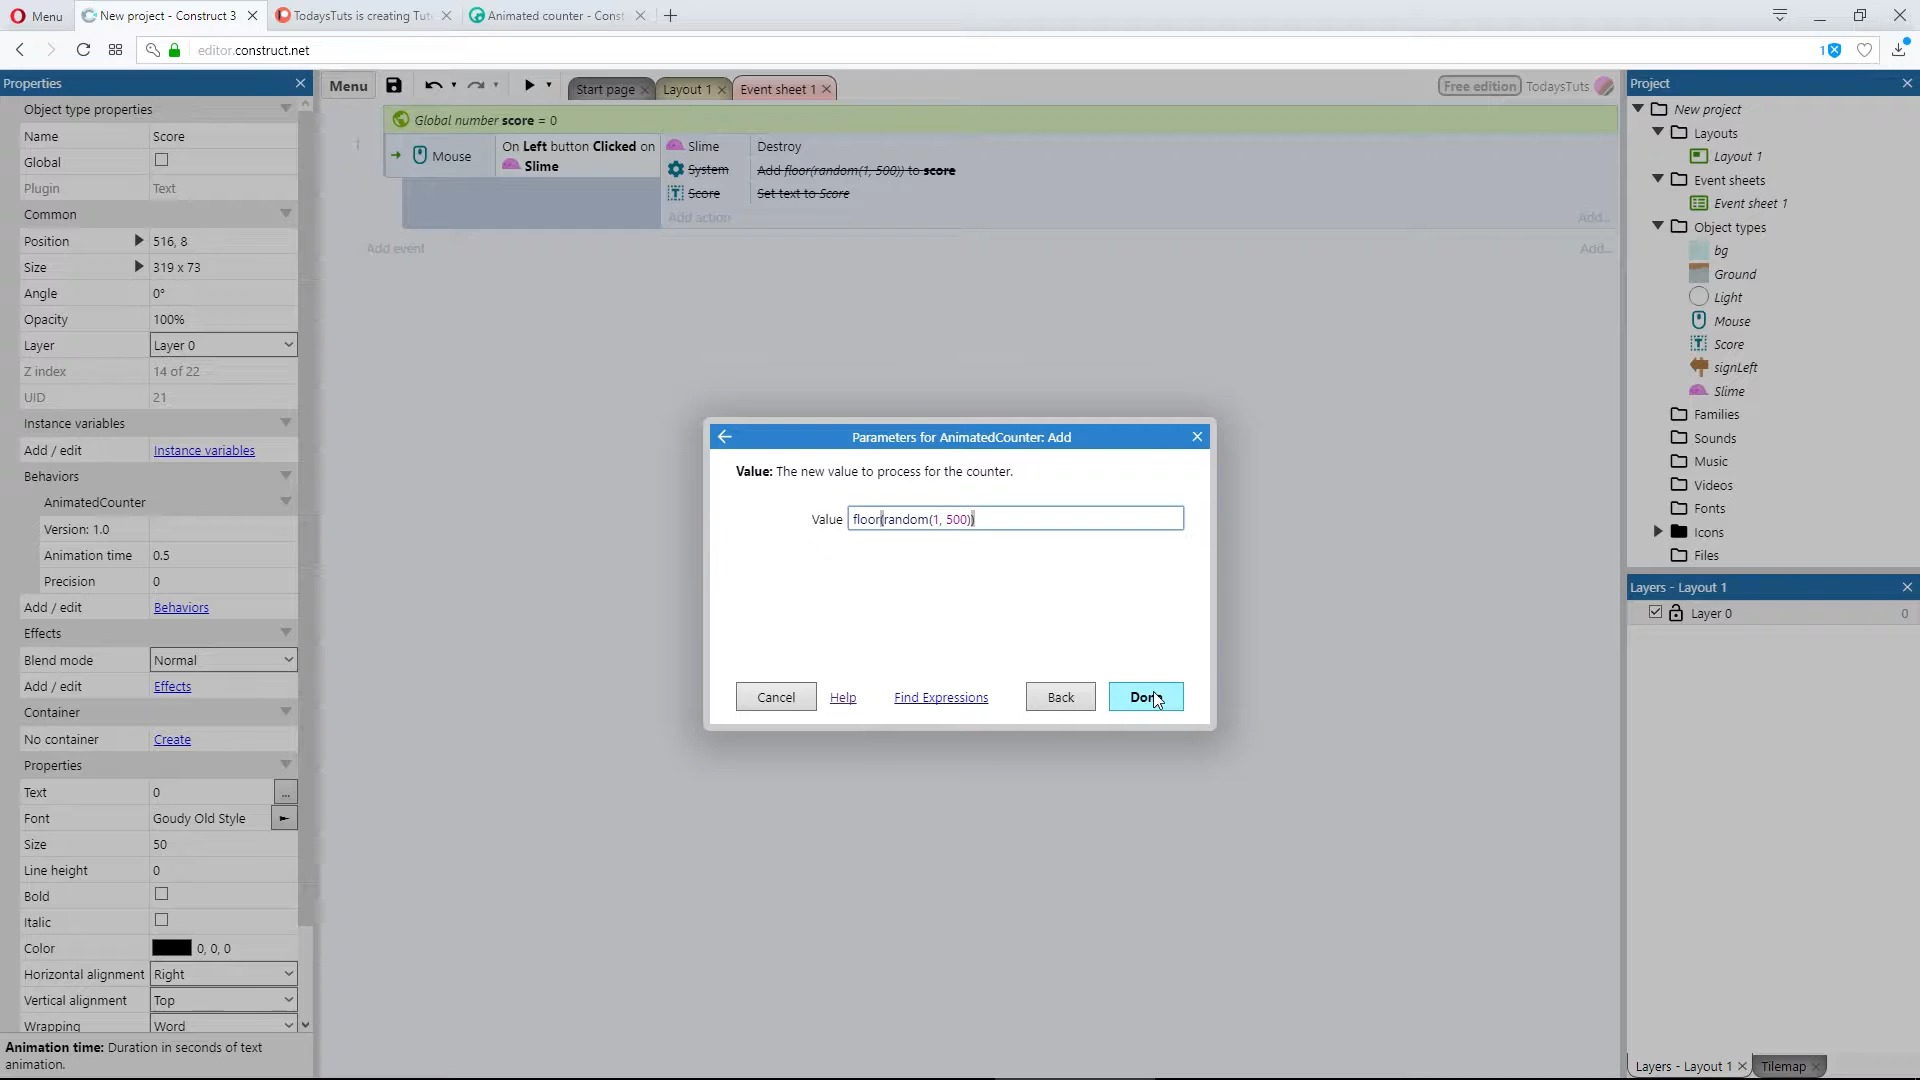 Menu
New project - Construct 3
TodaysTuts is creating Tut
Animated counter - Const
editor.construct.net
1
Properties
Menu
Start page
Layout 1
Event sheet 1
Free edition
TodaysTuts
Project
Object type properties
Name Score
Global
Plugin Text
Common
Position 516, 8
Size 319 x 73
Angle 0°
Opacity 100%
Layer Layer 0
Z index 14 of 22
UID 21
Instance variables
Add / edit Instance variables
Behaviors
AnimatedCounter
Version: 1.0
Animation time 0.5
Precision 0
Add / edit Behaviors
Effects
Blend mode Normal
Add / edit Effects
Container
No container Create
Properties
Text 0 ...
Font Goudy Old Style
Size 50
Line height 0
Bold
Italic
Color 0, 0, 0
Horizontal alignment Right
Vertical alignment Top
Wrapping Word
Animation time: Duration in seconds of text
animation.
Global number score = 0
1
Mouse
On Left button Clicked on
Slime
Slime Destroy
System Add floor(random(1, 500)) to score
Score Set text to Score
Add action Add...
Add event Add...
Parameters for AnimatedCounter: Add
Value: The new value to process for the counter.
Value floor(random(1, 500))
Cancel Help Find Expressions Back
New project
Layouts
Layout 1
Event sheets
Event sheet 1
Object types
bg
Ground
Light
Mouse
Score
signLeft
Slime
Families
Sounds
Music
Videos
Fonts
Icons
Files
Layers - Layout 1
Layer 0 0
Layers - Layout 1
Tilemap